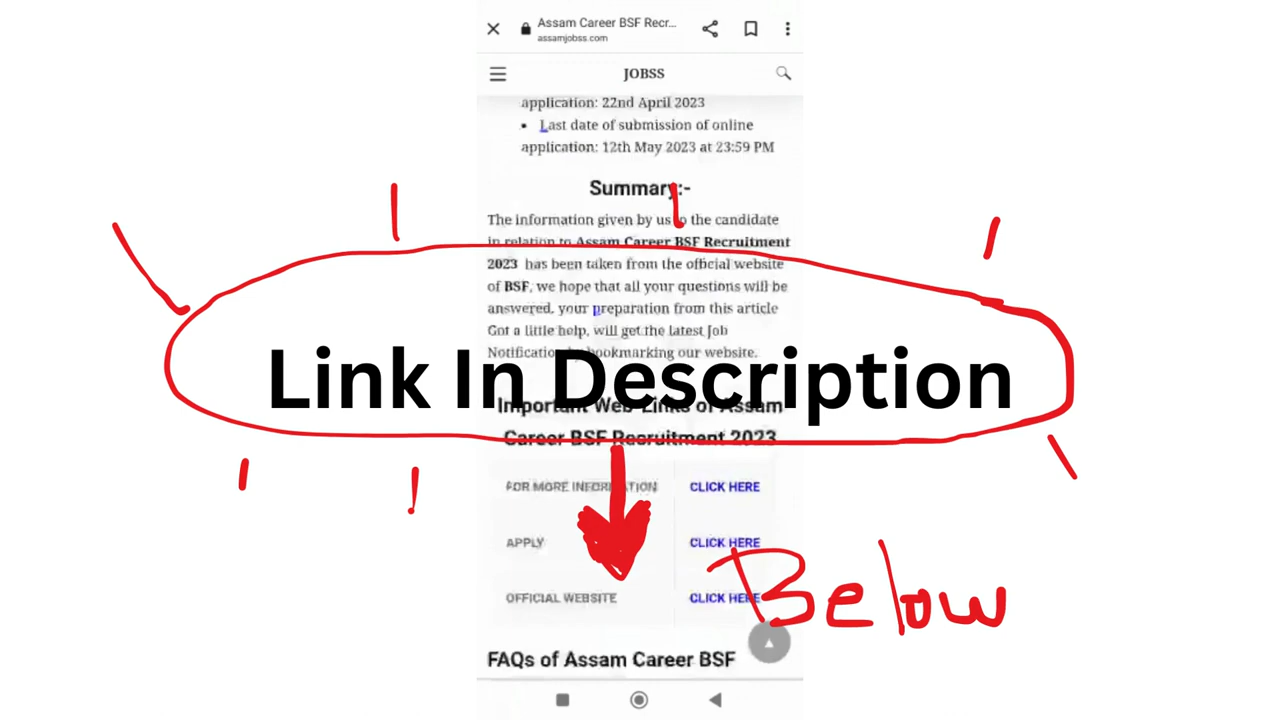 Assam Career BSF Recr...
assamjobss.com
JOBSS
application: 22nd April 2023
• Last date of submission of online
application: 12th May 2023 at 23:59 PM
Summary:-
The information given by us to the candidate
in relation to Assam Career BSF Recruitment
2023 has been taken from the official website
of BSF, we hope that all your questions will be
answered, your preparation from this article
Got a little help, will get the latest Job
Notification by bookmarking our website.
Link In Description
Important Web-Links of Assam
Career BSF Recruitment 2023
FOR MORE INFORMATION CLICK HERE
APPLY CLICK HERE
OFFICIAL WEBSITE CLICK HERE
Below
FAQs of Assam Career BSF